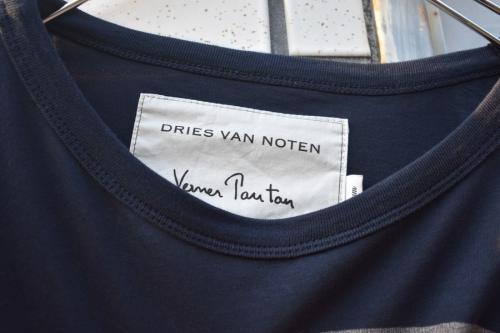 DRIES VAN NOTEN
Verner Panton